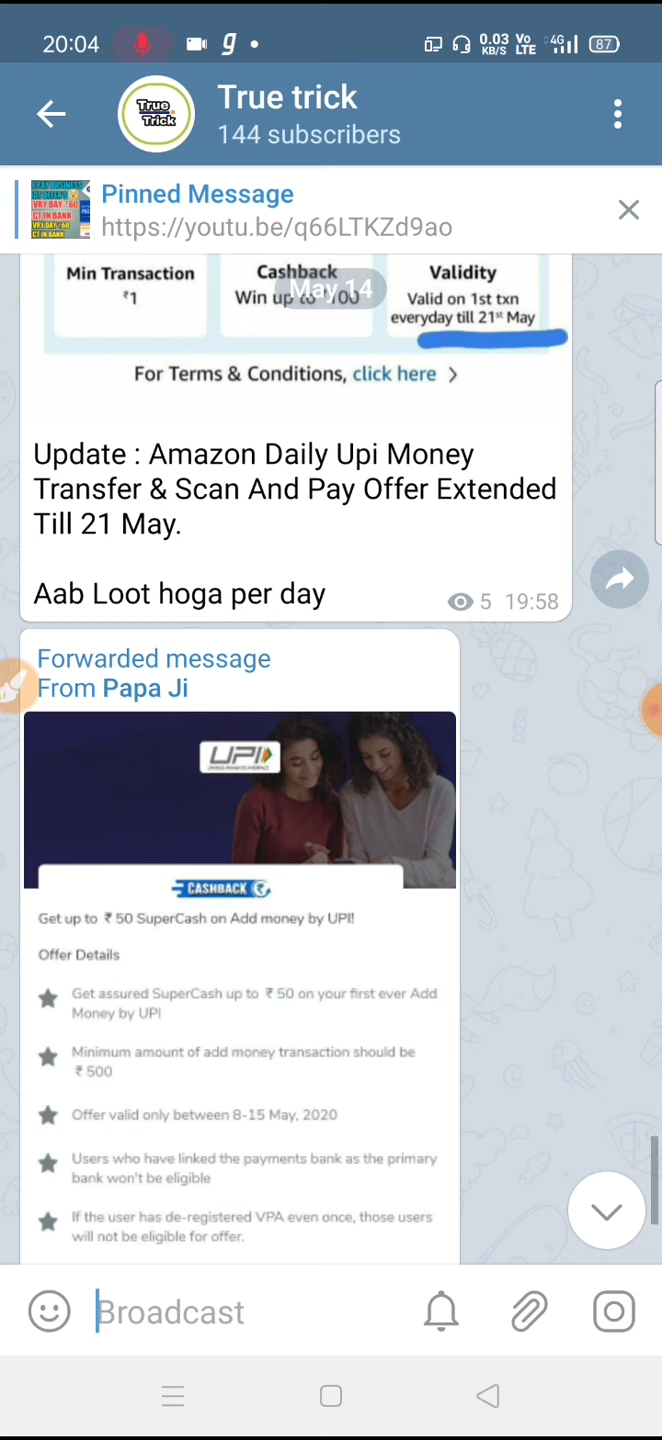 20:04
0.03 KB/S
Vo LTE
4G
87
True Trick
True trick
144 subscribers
Pinned Message
https://youtu.be/q66LTKZd9ao
May 14
Min Transaction
₹1
Cashback
Win up to
Validity
Valid on 1st txn
everyday till 21st May
For Terms & Conditions, click here >
Update : Amazon Daily Upi Money
Transfer & Scan And Pay Offer Extended
Till 21 May.
Aab Loot hoga per day
5 19:58
Forwarded message
From Papa Ji
UPI
CASHBACK ₹
Get up to ₹ 50 SuperCash on Add money by UPI!
Offer Details
Get assured SuperCash up to ₹ 50 on your first ever Add
Money by UPI
Minimum amount of add money transaction should be
₹ 500
Offer valid only between 8-15 May, 2020
Users who have linked the payments bank as the primary
bank won't be eligible
If the user has de-registered VPA even once, those users
will not be eligible for offer.
Broadcast